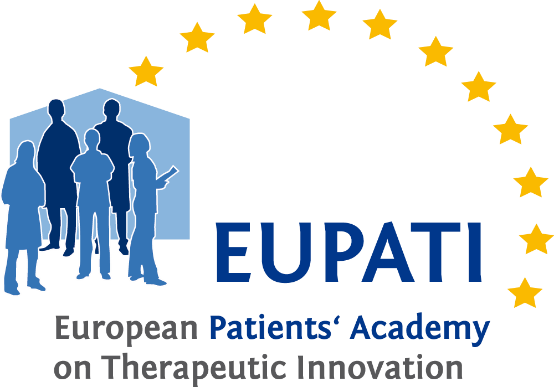 EUPATI
European Patients‘ Academy
on Therapeutic Innovation